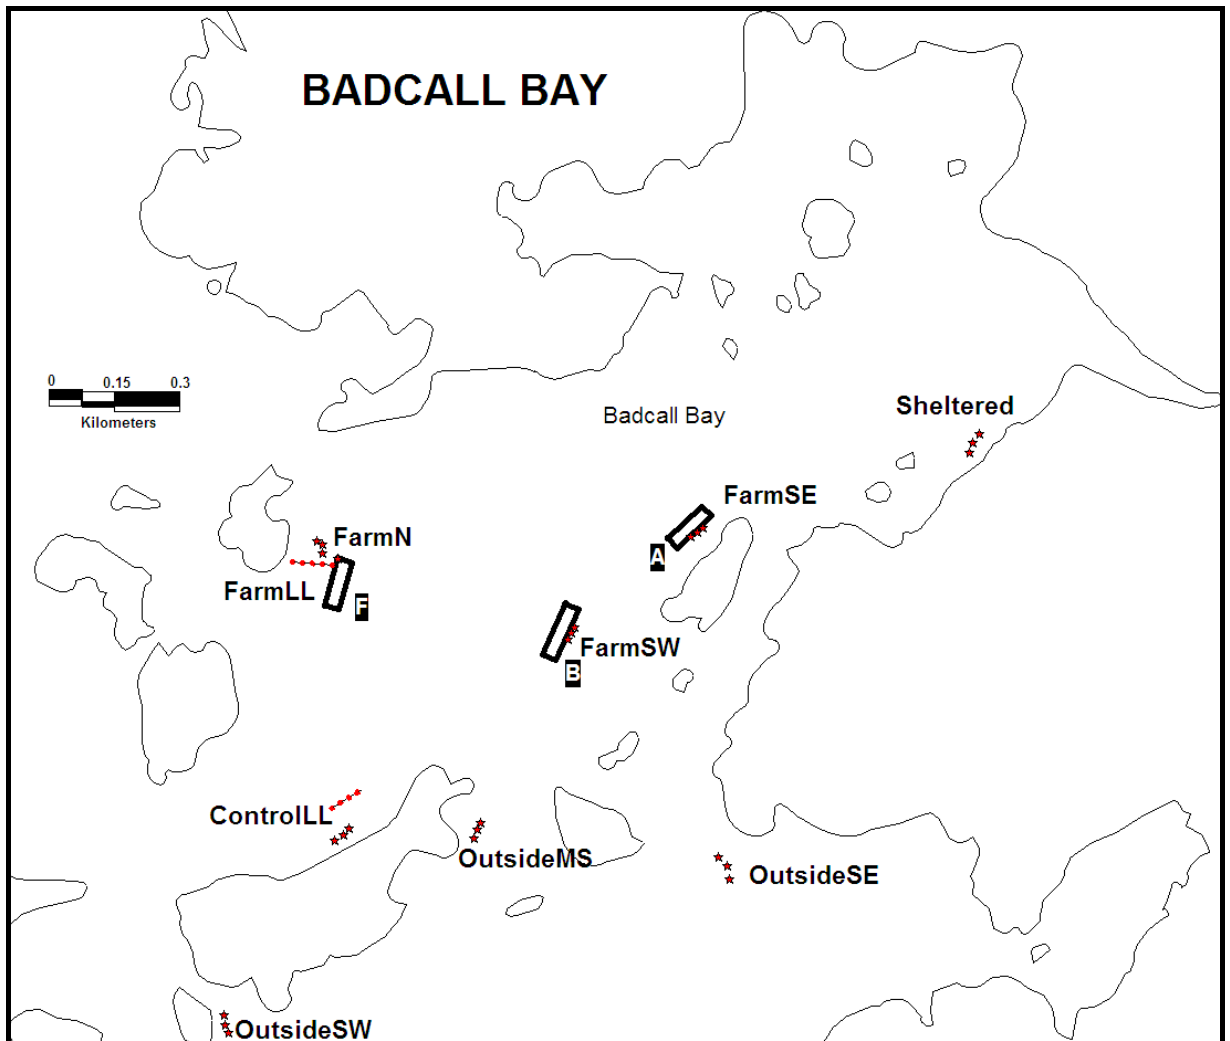 BADCALL BAY
0 0.15 0.3
Kilometers
Badcall Bay
Sheltered
FarmSE
FarmN
A
FarmLL
F
FarmSW
B
ControlLL
OutsideMS
OutsideSE
OutsideSW